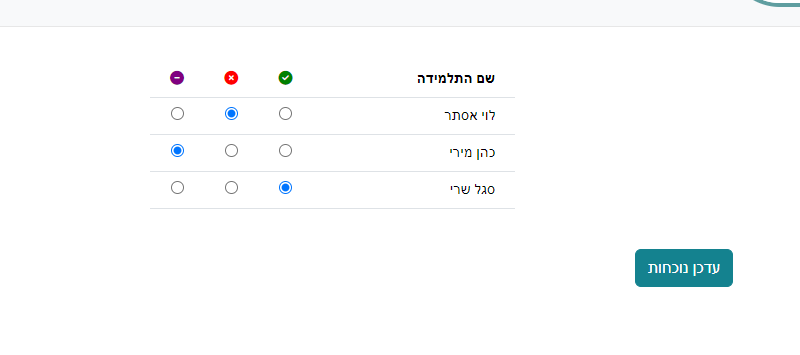 שם התלמידה
לוי אסתר
כהן מירי
סגל שרי
עדכן נוכחות